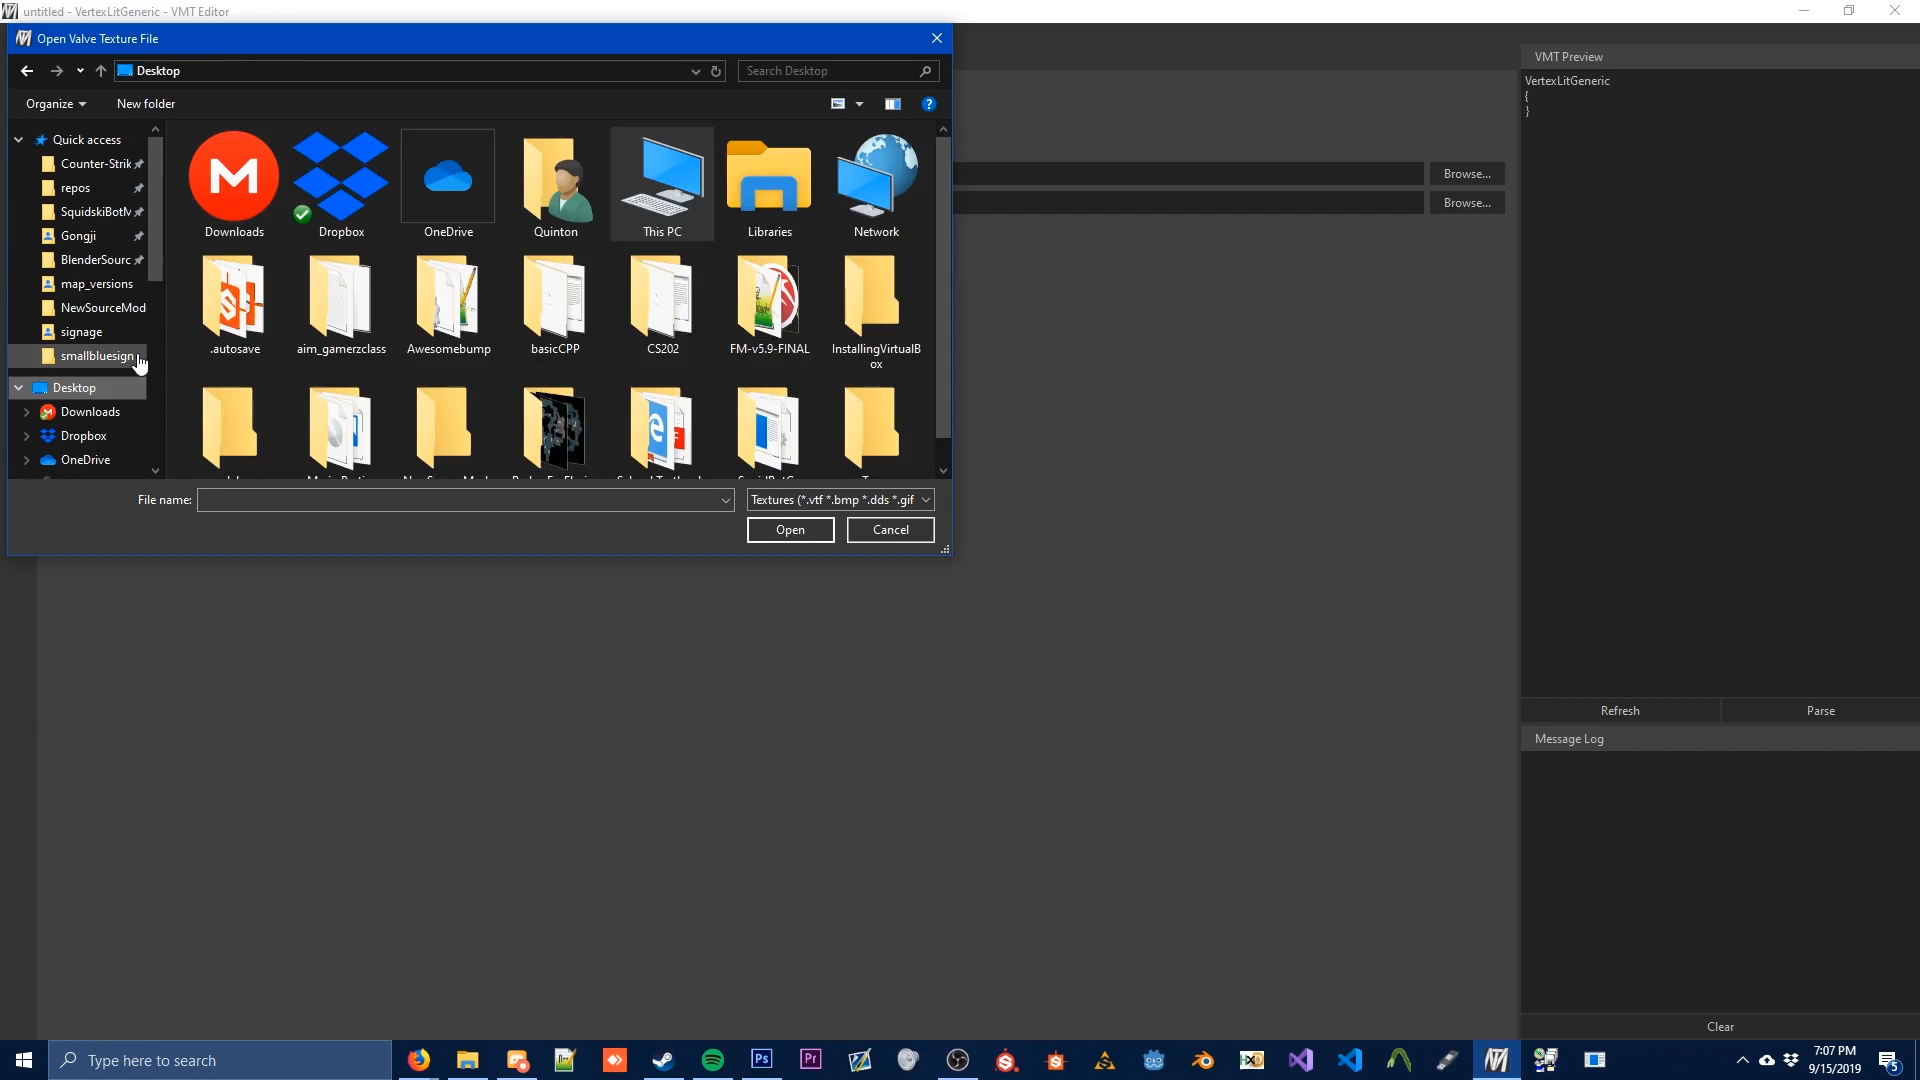 untitled - VertexLitGeneric - VMT Editor
Open Valve Texture File
Desktop
Search Desktop
Organize
New folder
Quick access
Counter-Strik
repos
SquidskiBotM
Gongji
BlenderSourc
map_versions
NewSourceMod
signage
smallbluesign
Desktop
Downloads
Dropbox
OneDrive
Downloads
Dropbox
OneDrive
Quinton
This PC
Libraries
Network
.autosave
aim_gamerzclass
Awesomebump
basicCPP
CS202
FM-v5.9-FINAL
InstallingVirtualB
ox
File name:
Textures (*.vtf *.bmp *.dds *.gif
Open
Cancel
Browse...
Browse...
VMT Preview
VertexLitGeneric
{
}
Refresh
Parse
Message Log
Clear
Type here to search
Ps
Pr
7:07 PM
9/15/2019
5